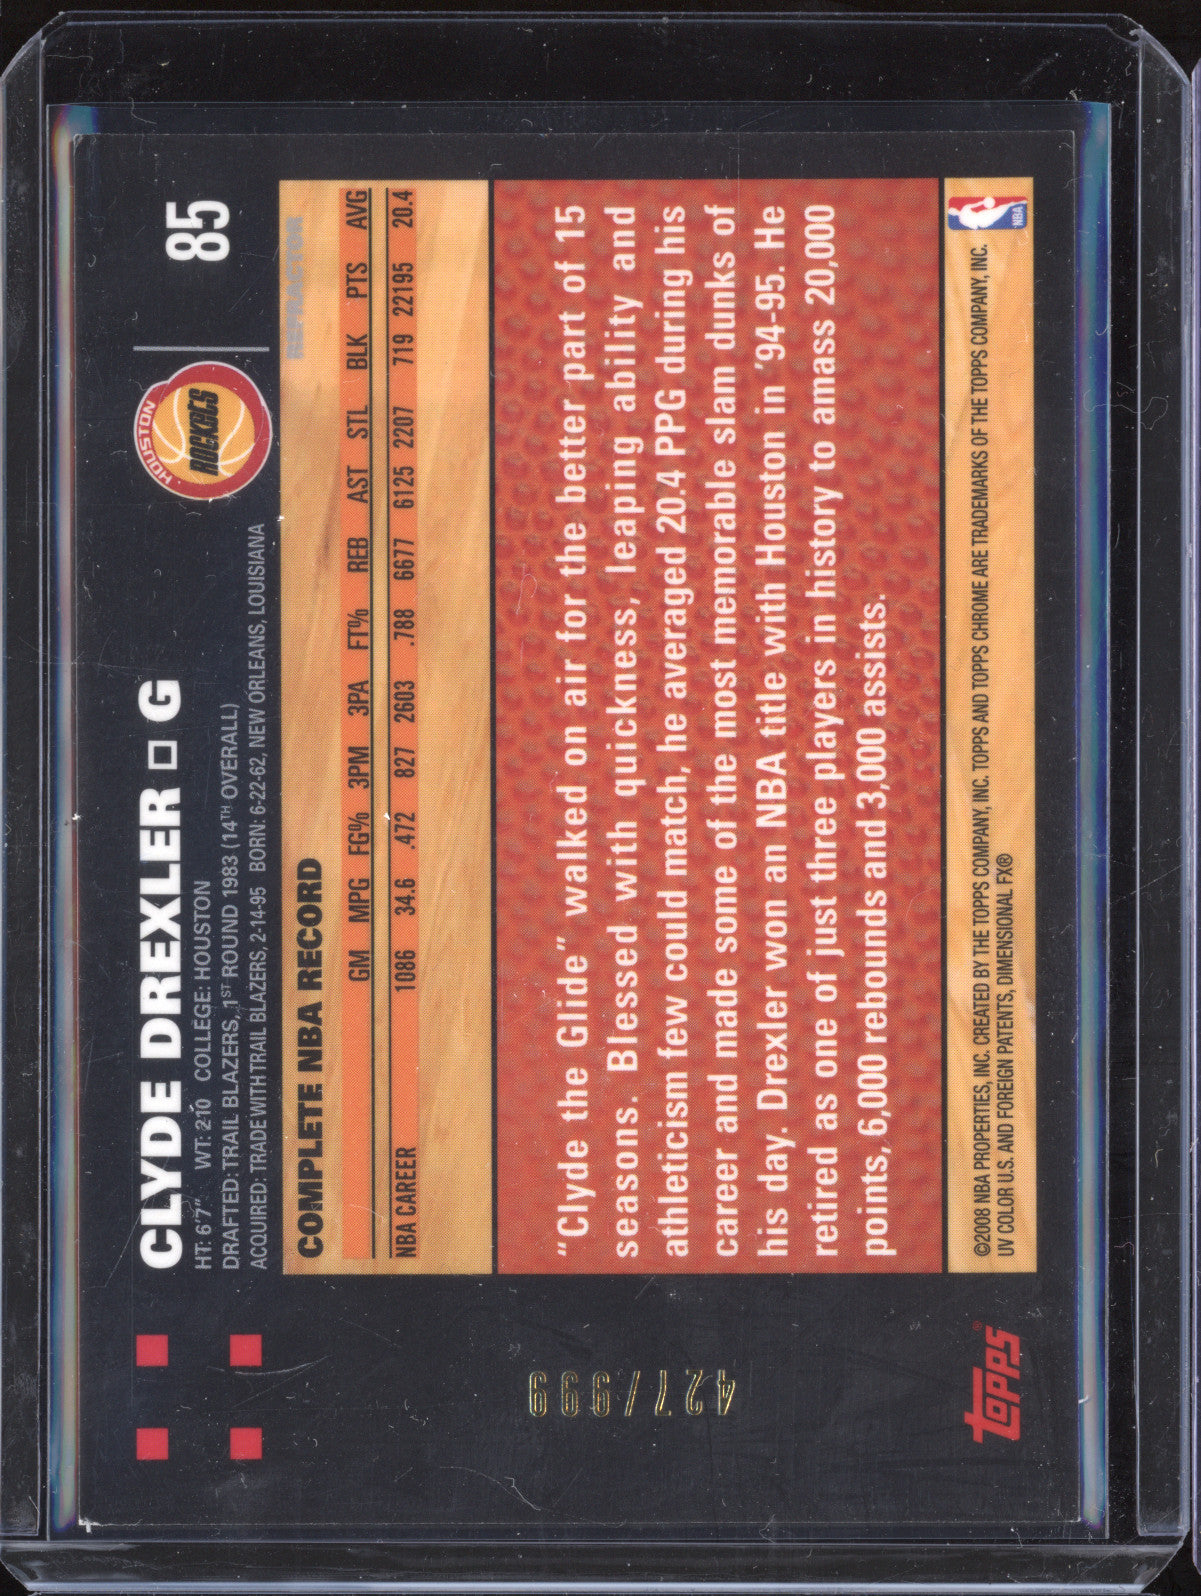 CLYDE DREXLER □ G
HOUSTON
ROCKETS
85
HT: 6'7" WT: 210 COLLEGE: HOUSTON
DRAFTED: TRAIL BLAZERS, 1ST ROUND 1983 (14TH OVERALL)
ACQUIRED: TRADE WITH TRAIL BLAZERS, 2-14-95 BORN: 6-22-62, NEW ORLEANS, LOUISIANA
COMPLETE NBA RECORD
REFRACTOR
GM MPG FG% 3PM 3PA FT% REB AST STL BLK PTS AVG
NBA CAREER 1086 34.6 .472 827 2603 .788 6677 6125 2207 719 22195 20.4
"Clyde the Glide" walked on air for the better part of 15
seasons. Blessed with quickness, leaping ability and
athleticism few could match, he averaged 20.4 PPG during his
career and made some of the most memorable slam dunks of
his day. Drexler won an NBA title with Houston in '94-95. He
retired as one of just three players in history to amass 20,000
points, 6,000 rebounds and 3,000 assists.
©2008 NBA PROPERTIES, INC. CREATED BY THE TOPPS COMPANY, INC. TOPPS AND TOPPS CHROME ARE TRADEMARKS OF THE TOPPS COMPANY, INC.
UV COLOR U.S. AND FOREIGN PATENTS, DIMENSIONAL FX®
NBA
427/999
topps®